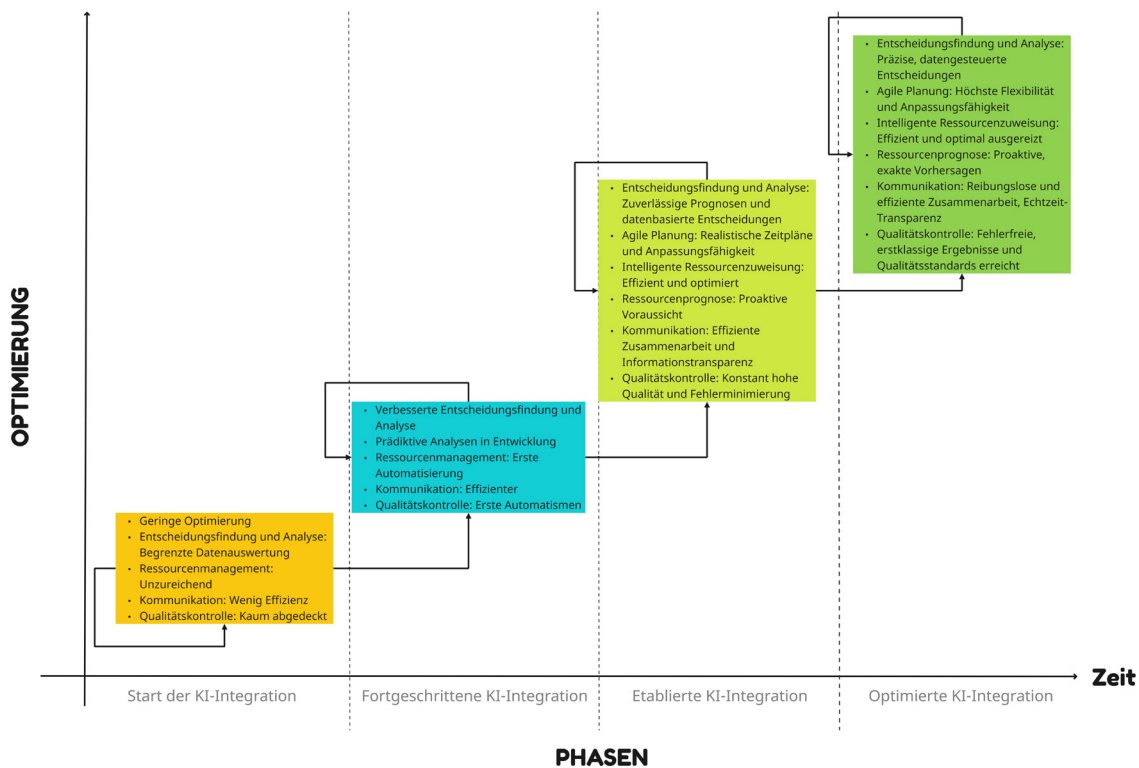 OPTIMIERUNG
• Geringe Optimierung
• Entscheidungsfindung und Analyse:
Begrenzte Datenauswertung
• Ressourcenmanagement:
Unzureichend
• Kommunikation: Wenig Effizienz
• Qualitätskontrolle: Kaum abgedeckt
• Verbesserte Entscheidungsfindung und
Analyse
• Prädiktive Analysen in Entwicklung
• Ressourcenmanagement: Erste
Automatisierung
• Kommunikation: Effizienter
• Qualitätskontrolle: Erste Automatismen
• Entscheidungsfindung und Analyse:
Zuverlässige Prognosen und
datenbasierte Entscheidungen
• Agile Planung: Realistische Zeitpläne
und Anpassungsfähigkeit
• Intelligente Ressourcenzuweisung:
Effizient und optimiert
• Ressourcenprognose: Proaktive
Voraussicht
• Kommunikation: Effiziente
Zusammenarbeit und
Informationstransparenz
• Qualitätskontrolle: Konstant hohe
Qualität und Fehlerminimierung
• Entscheidungsfindung und Analyse:
Präzise, datengesteuerte
Entscheidungen
• Agile Planung: Höchste Flexibilität
und Anpassungsfähigkeit
• Intelligente Ressourcenzuweisung:
Effizient und optimal ausgereizt
• Ressourcenprognose: Proaktive,
exakte Vorhersagen
• Kommunikation: Reibungslose und
effiziente Zusammenarbeit, Echtzeit-
Transparenz
• Qualitätskontrolle: Fehlerfreie,
erstklassige Ergebnisse und
Qualitätsstandards erreicht
Zeit
Start der KI-Integration
Fortgeschrittene KI-Integration
Etablierte KI-Integration
Optimierte KI-Integration
PHASEN